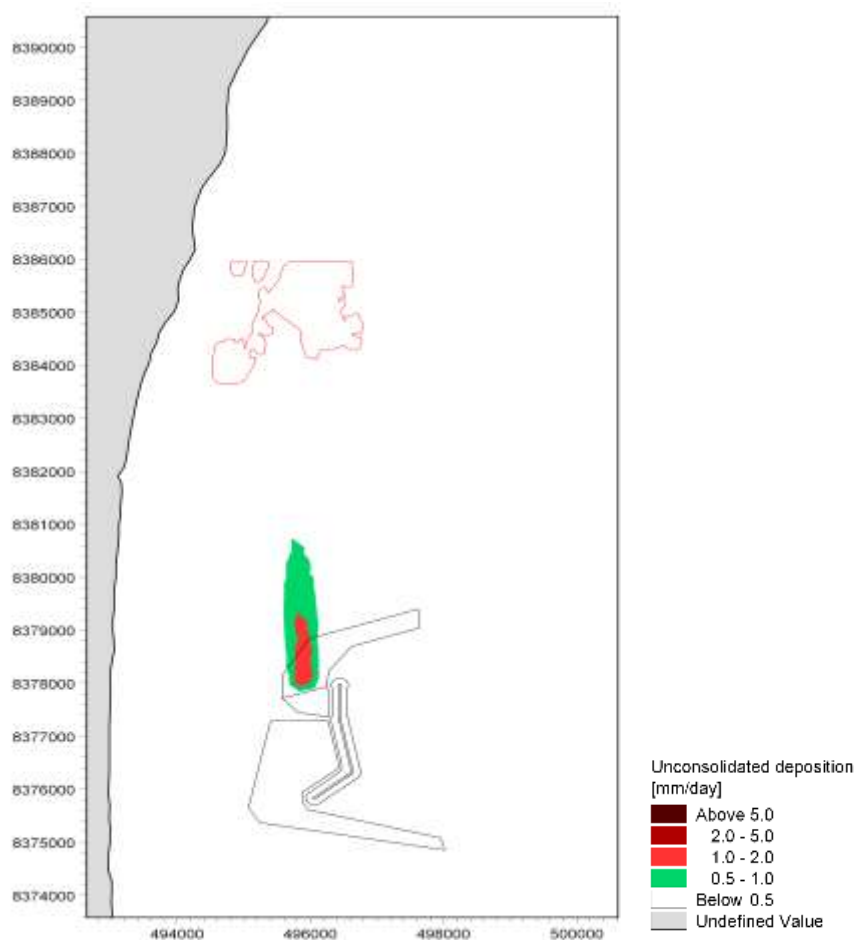 8390000
8389000
8388000
8387000
8386000
8385000
8384000
8383000
8382000
8381000
8380000
8379000
8378000
8377000
8376000
8375000
8374000
494000 496000 498000 500000
Unconsolidated deposition
[mm/day]
Above 5.0
2.0 - 5.0
1.0 - 2.0
0.5 - 1.0
Below 0.5
Undefined Value